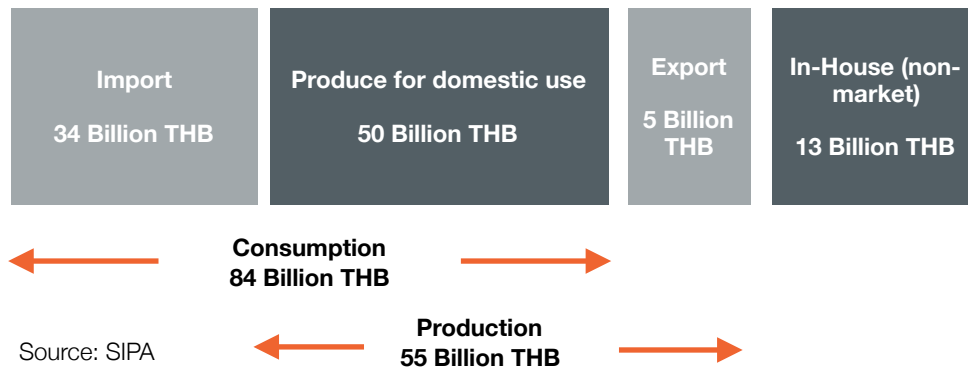 Import
34 Billion THB
Produce for domestic use
50 Billion THB
Export
5 Billion
THB
In-House (non-
market)
13 Billion THB
Consumption
84 Billion THB
Production
55 Billion THB
Source: SIPA